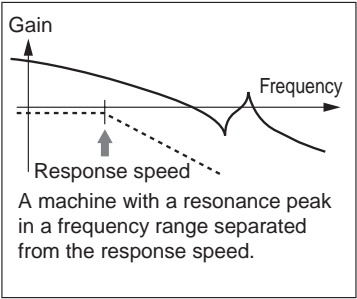 Gain
Frequency
Response speed
A machine with a resonance peak
in a frequency range separated
from the response speed.